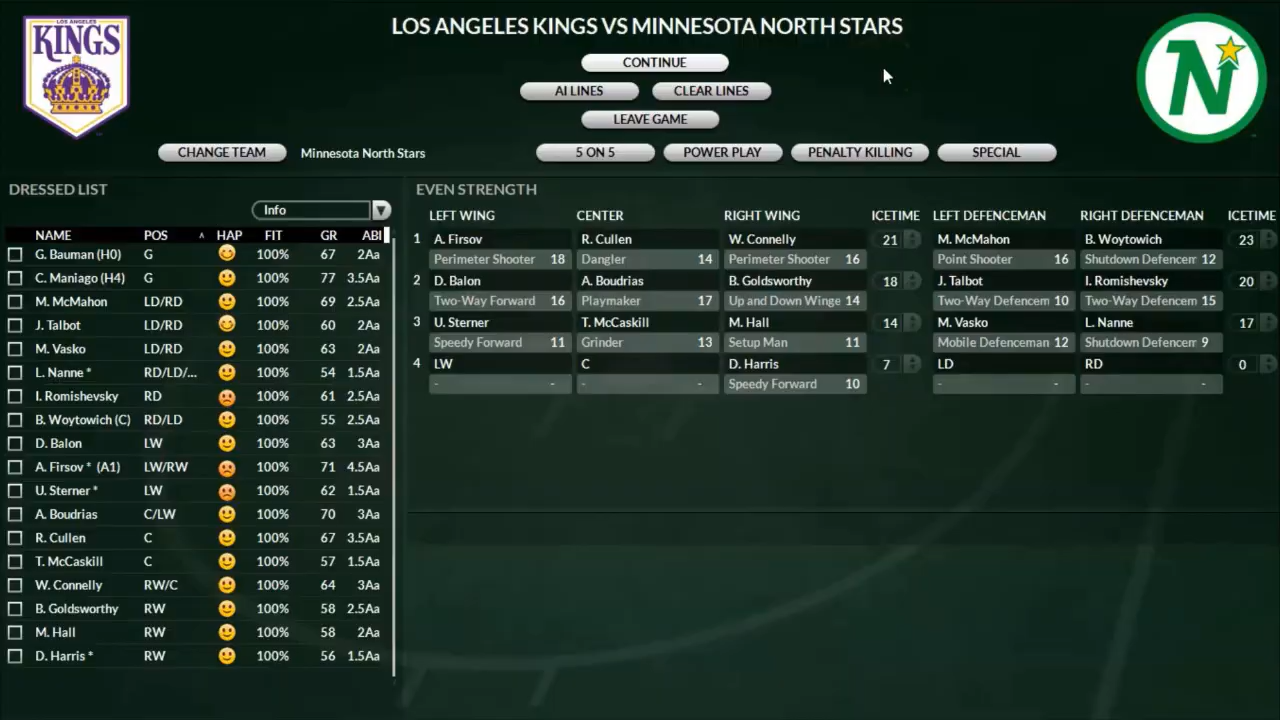 LOS ANGELES
KINGS
LOS ANGELES KINGS VS MINNESOTA NORTH STARS
N
CONTINUE
AI LINES CLEAR LINES
LEAVE GAME
CHANGE TEAM Minnesota North Stars 5 ON 5 POWER PLAY PENALTY KILLING SPECIAL
DRESSED LIST
Info
NAME POS ∧ HAP FIT GR ABI
G. Bauman (H0) G 100% 67 2Aa
C. Maniago (H4) G 100% 77 3.5Aa
M. McMahon LD/RD 100% 69 2.5Aa
J. Talbot LD/RD 100% 60 2Aa
M. Vasko LD/RD 100% 63 2Aa
L. Nanne * RD/LD/... 100% 54 1.5Aa
I. Romishevsky RD 100% 61 2.5Aa
B. Woytowich (C) RD/LD 100% 55 2.5Aa
D. Balon LW 100% 63 3Aa
A. Firsov * (A1) LW/RW 100% 71 4.5Aa
U. Sterner * LW 100% 62 1.5Aa
A. Boudrias C/LW 100% 70 3Aa
R. Cullen C 100% 67 3.5Aa
T. McCaskill C 100% 57 1.5Aa
W. Connelly RW/C 100% 64 3Aa
B. Goldsworthy RW 100% 58 2.5Aa
M. Hall RW 100% 58 2Aa
D. Harris * RW 100% 56 1.5Aa
EVEN STRENGTH
LEFT WING CENTER RIGHT WING ICETIME LEFT DEFENCEMAN RIGHT DEFENCEMAN ICETIME
1 A. Firsov R. Cullen W. Connelly 21 M. McMahon B. Woytowich 23
Perimeter Shooter 18 Dangler 14 Perimeter Shooter 16 Point Shooter 16 Shutdown Defencem 12
2 D. Balon A. Boudrias B. Goldsworthy 18 J. Talbot I. Romishevsky 20
Two-Way Forward 16 Playmaker 17 Up and Down Winge 14 Two-Way Defencem 10 Two-Way Defencem 15
3 U. Sterner T. McCaskill M. Hall 14 M. Vasko L. Nanne 17
Speedy Forward 11 Grinder 13 Setup Man 11 Mobile Defenceman 12 Shutdown Defencem 9
4 LW C D. Harris 7 LD RD 0
- - - - Speedy Forward 10 - - - -